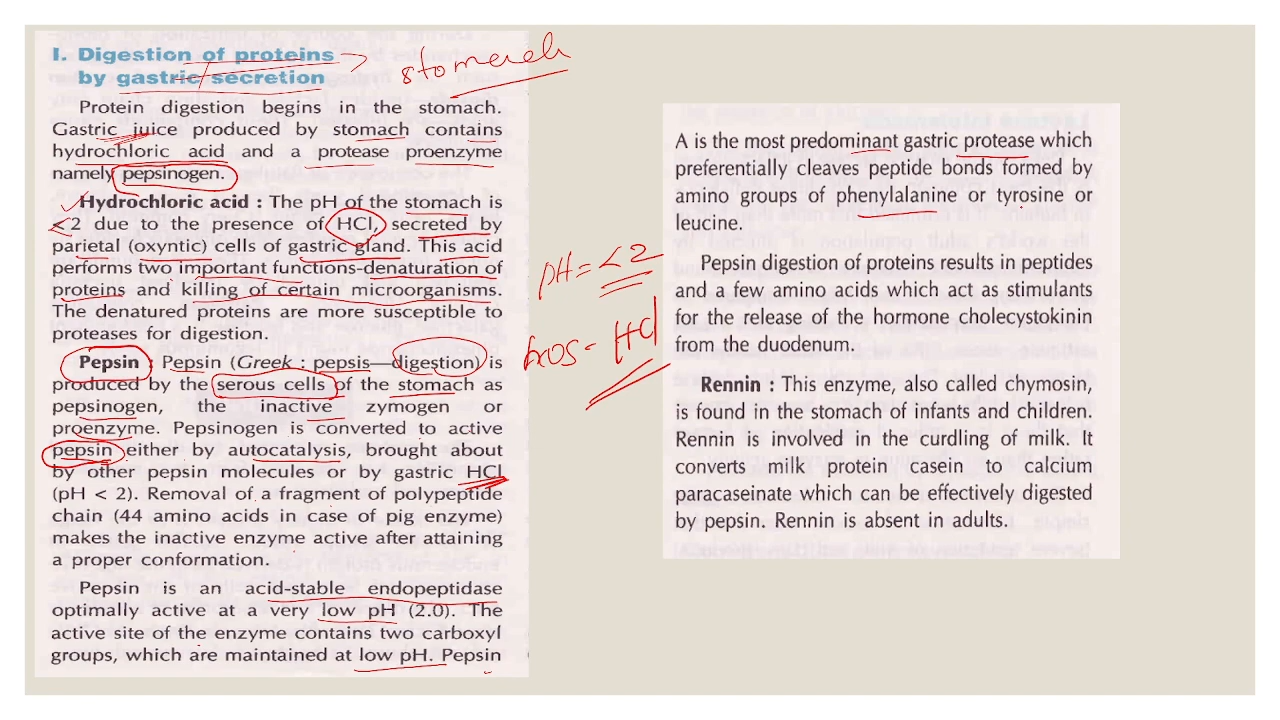 I. Digestion of proteins
by gastric secretion
stomach
Protein digestion begins in the stomach.
Gastric juice produced by stomach contains
hydrochloric acid and a protease proenzyme
namely pepsinogen.
Hydrochloric acid : The pH of the stomach is
<2 due to the presence of HCl, secreted by
parietal (oxyntic) cells of gastric gland. This acid
performs two important functions-denaturation of
proteins and killing of certain microorganisms.
The denatured proteins are more susceptible to
proteases for digestion.
Pepsin : Pepsin (Greek : pepsis—digestion) is
produced by the serous cells of the stomach as
pepsinogen, the inactive zymogen or
proenzyme. Pepsinogen is converted to active
pepsin either by autocatalysis, brought about
by other pepsin molecules or by gastric HCl
(pH < 2). Removal of a fragment of polypeptide
chain (44 amino acids in case of pig enzyme)
makes the inactive enzyme active after attaining
a proper conformation.
Pepsin is an acid-stable endopeptidase
optimally active at a very low pH (2.0). The
active site of the enzyme contains two carboxyl
groups, which are maintained at low pH. Pepsin
pH = <2
HCl
A is the most predominant gastric protease which
preferentially cleaves peptide bonds formed by
amino groups of phenylalanine or tyrosine or
leucine.
Pepsin digestion of proteins results in peptides
and a few amino acids which act as stimulants
for the release of the hormone cholecystokinin
from the duodenum.
Rennin : This enzyme, also called chymosin,
is found in the stomach of infants and children.
Rennin is involved in the curdling of milk. It
converts milk protein casein to calcium
paracaseinate which can be effectively digested
by pepsin. Rennin is absent in adults.